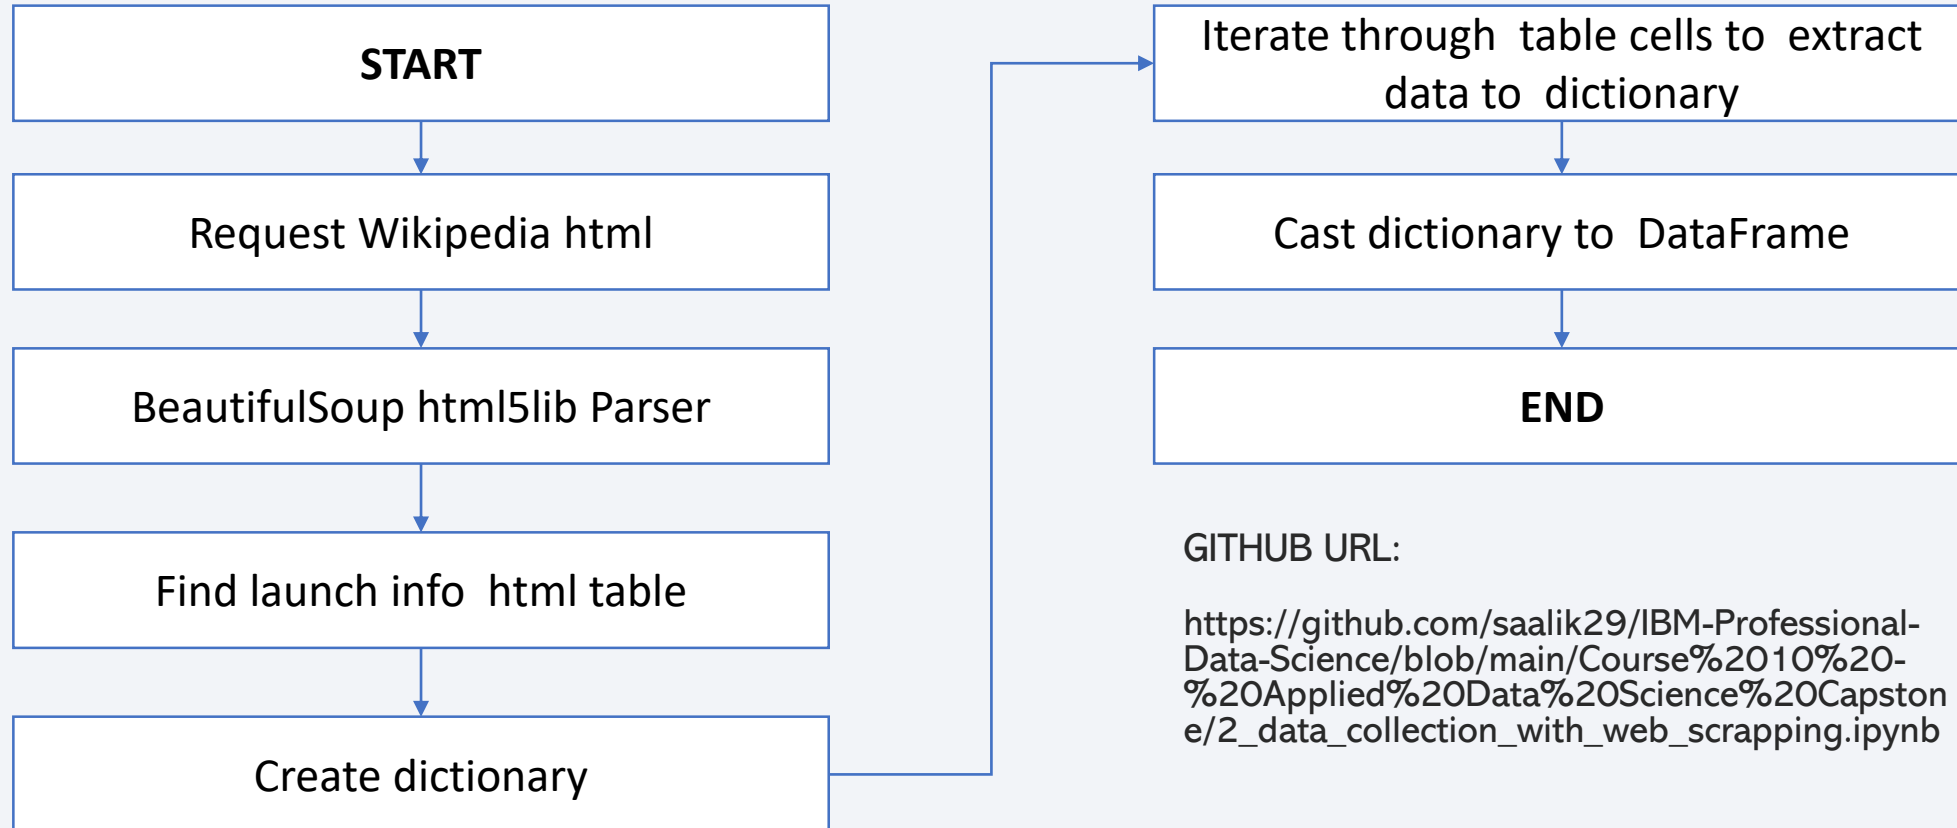 START
Request Wikipedia html
BeautifulSoup html5lib Parser
Find launch info html table
Create dictionary
Iterate through table cells to extract
data to dictionary
Cast dictionary to DataFrame
END
GITHUB URL:
https://github.com/saalik29/IBM-Professional-
Data-Science/blob/main/Course%2010%20-
%20Applied%20Data%20Science%20Capston
e/2_data_collection_with_web_scrapping.ipynb